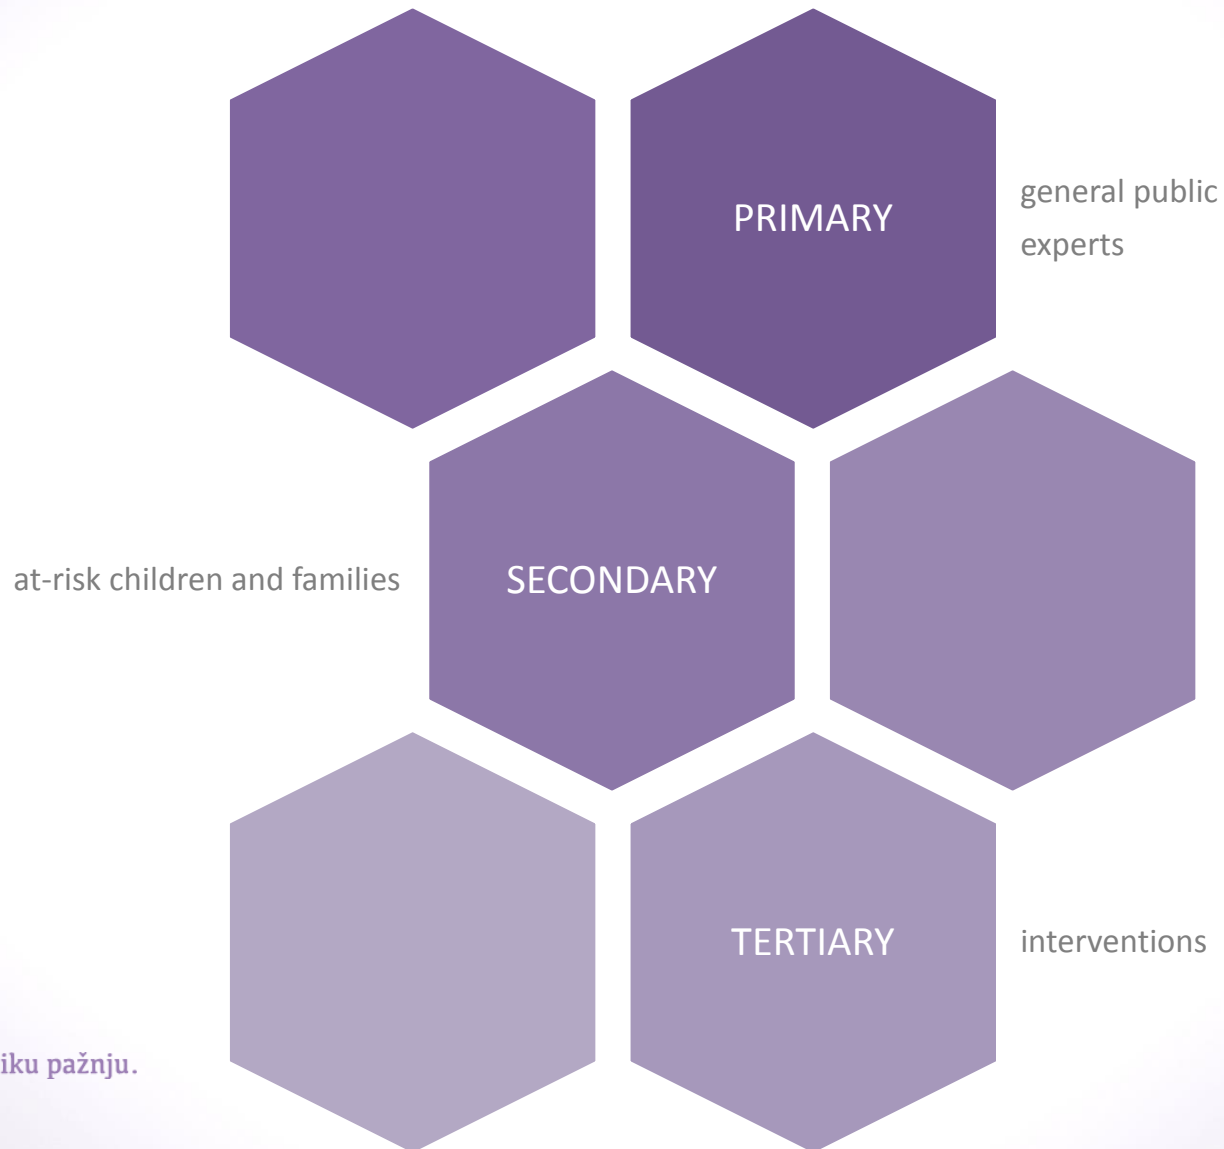 PRIMARY
general public
experts
at-risk children and families
SECONDARY
TERTIARY
interventions
iku pažnju.